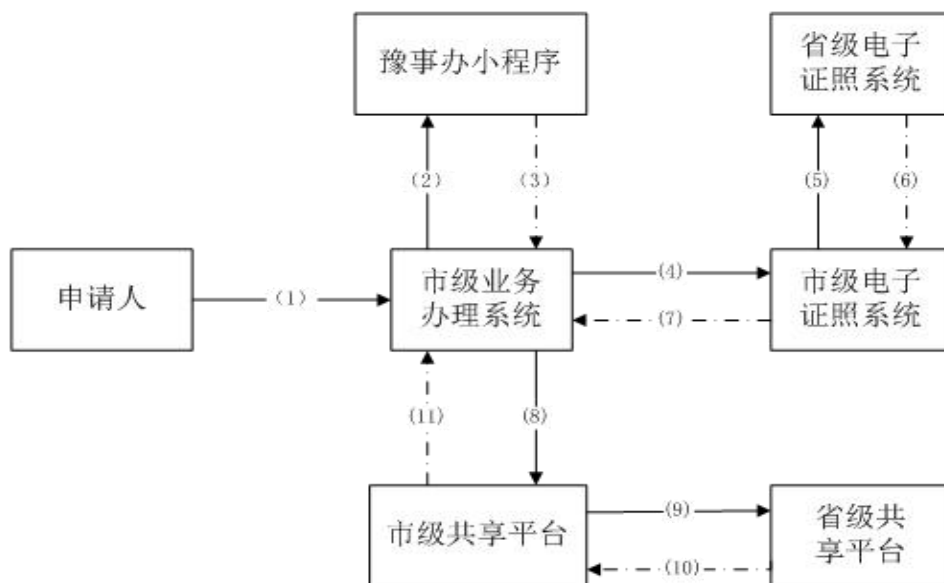 豫事办小程序
省级电子
证照系统
（2）
（3）
(5)
(6)
申请人
（1）
市级业务
办理系统
(4)
(7)
市级电子
证照系统
(11)
(8)
市级共享平台
(9)
(10)
省级共
享平台